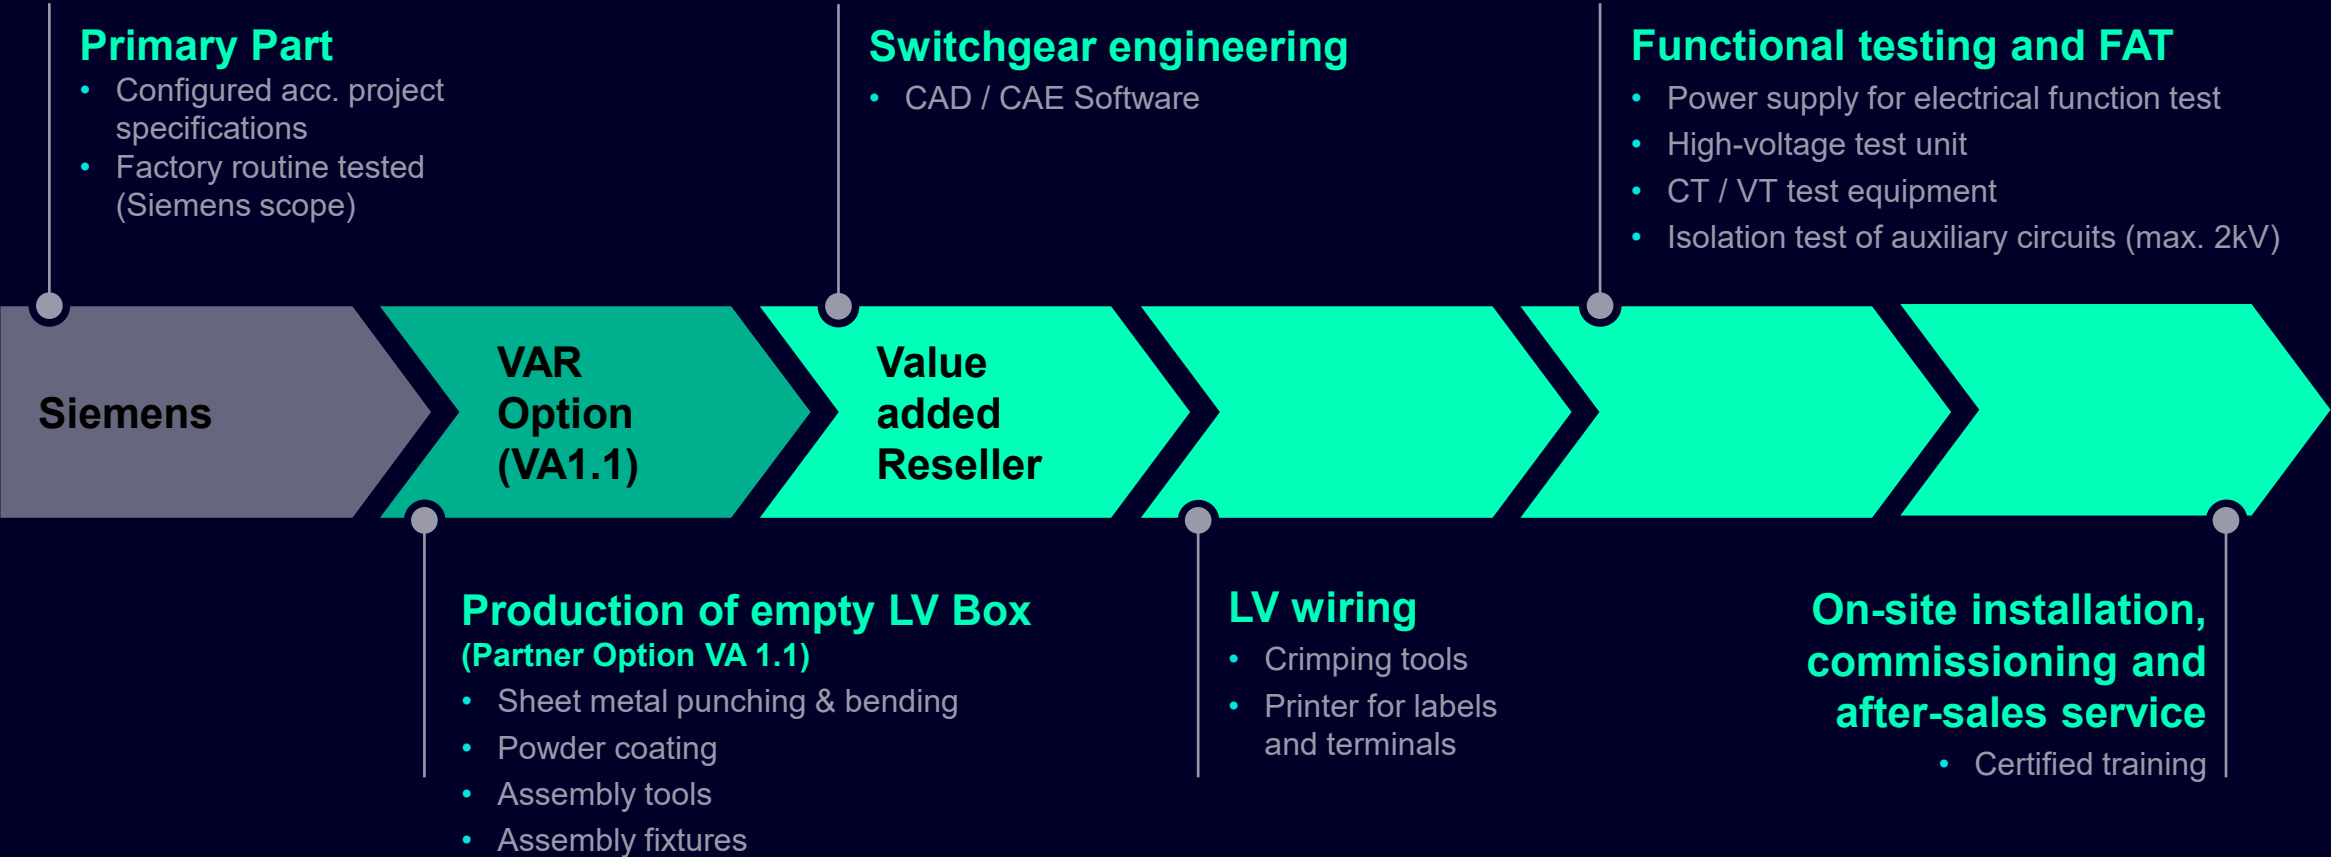 Primary Part
• Configured acc. project
specifications
• Factory routine tested
(Siemens scope)
Switchgear engineering
• CAD / CAE Software
Functional testing and FAT
• Power supply for electrical function test
• High-voltage test unit
• CT / VT test equipment
• Isolation test of auxiliary circuits (max. 2kV)
Siemens
VAR
Option
(VA1.1)
Value
added
Reseller
Production of empty LV Box
(Partner Option VA 1.1)
• Sheet metal punching & bending
• Powder coating
• Assembly tools
• Assembly fixtures
LV wiring
• Crimping tools
• Printer for labels
and terminals
On-site installation,
commissioning and
after-sales service
• Certified training